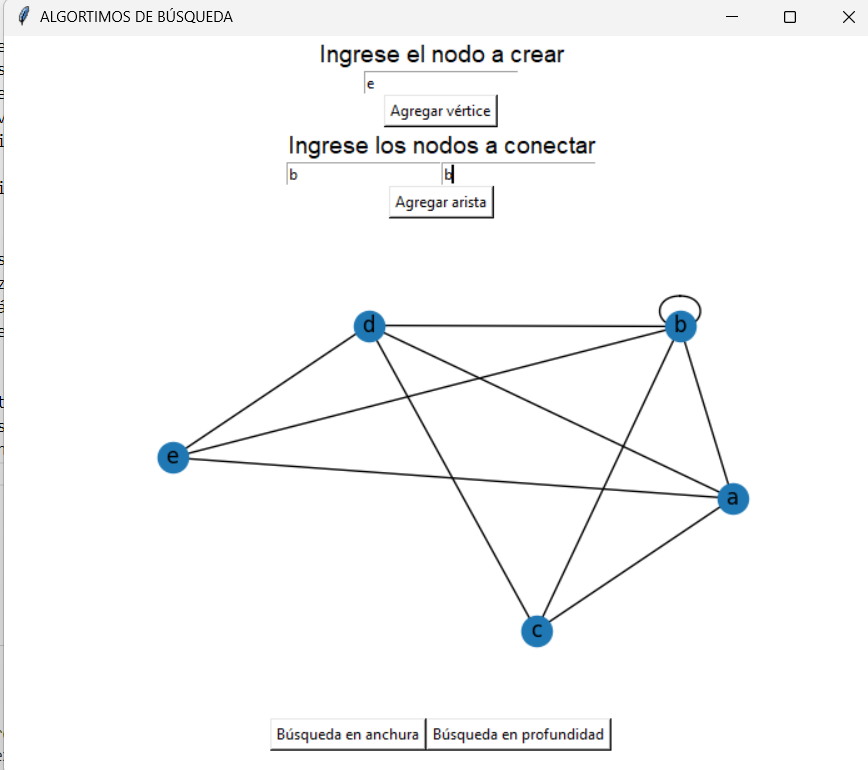 ALGORTIMOS DE BÚSQUEDA
Ingrese el nodo a crear
e
Agregar vértice
Ingrese los nodos a conectar
b b
Agregar arista
d b
e
a
c
Búsqueda en anchura Búsqueda en profundidad